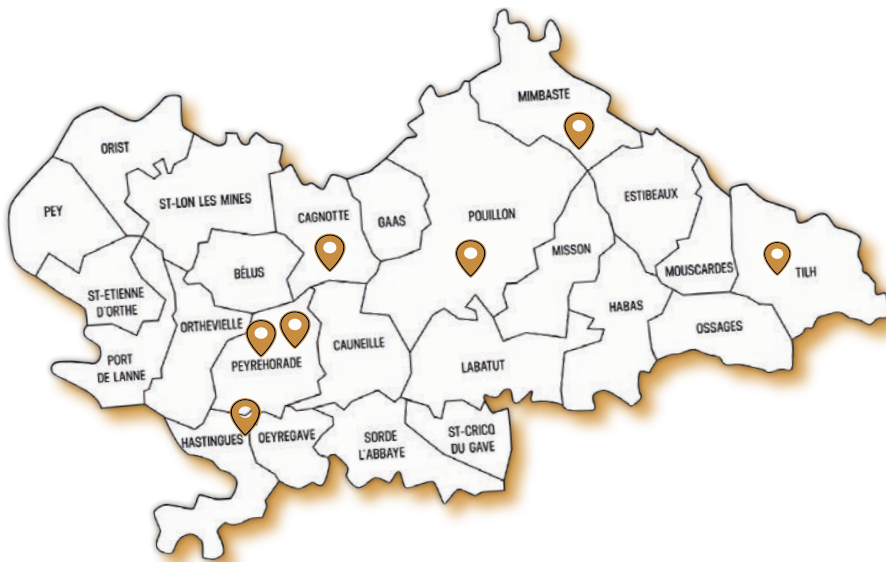 MIMBASTE
ORIST
ST-LON LES MINES
PEY
CAGNOTTE
GAAS
POUILLON
ESTIBEAUX
MISSON
BÉLUS
MOUSCARDES
TILH
ST-ETIENNE
D'ORTHE
HABAS
ORTHEVIELLE
OSSAGES
CAUNEILLE
PORT
DE LANNE
PEYREHORADE
LABATUT
HASTINGUES
OEYREGAVE
SORDE
L'ABBAYE
ST-CRICQ
DU GAVE